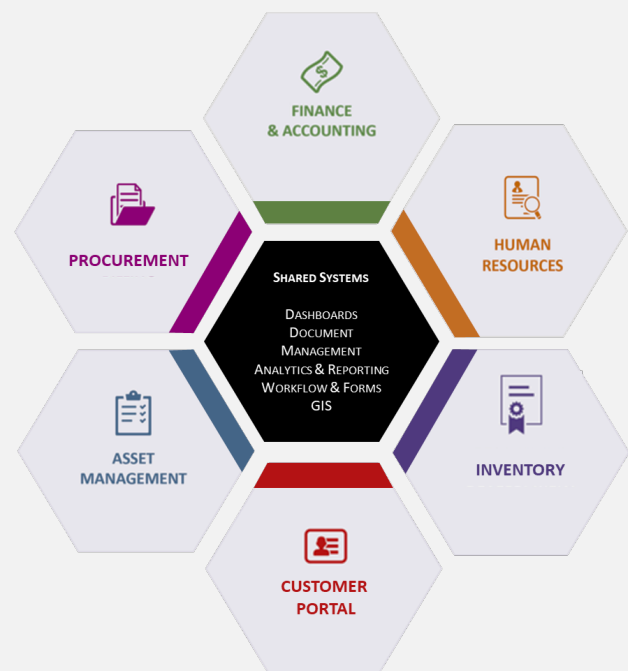 FINANCE
& ACCOUNTING
PROCUREMENT
HUMAN
RESOURCES
SHARED SYSTEMS
DASHBOARDS
DOCUMENT
MANAGEMENT
ANALYTICS & REPORTING
WORKFLOW & FORMS
GIS
ASSET
MANAGEMENT
INVENTORY
CUSTOMER
PORTAL